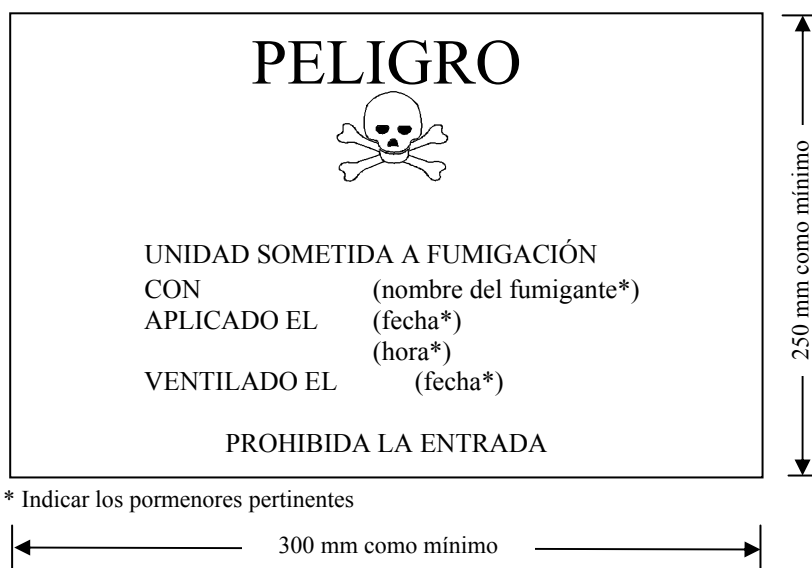 PELIGRO
UNIDAD SOMETIDA A FUMIGACIÓN
CON (nombre del fumigante*)
APLICADO EL (fecha*)
(hora*)
VENTILADO EL (fecha*)
PROHIBIDA LA ENTRADA
250 mm como mínimo
* Indicar los pormenores pertinentes
300 mm como mínimo